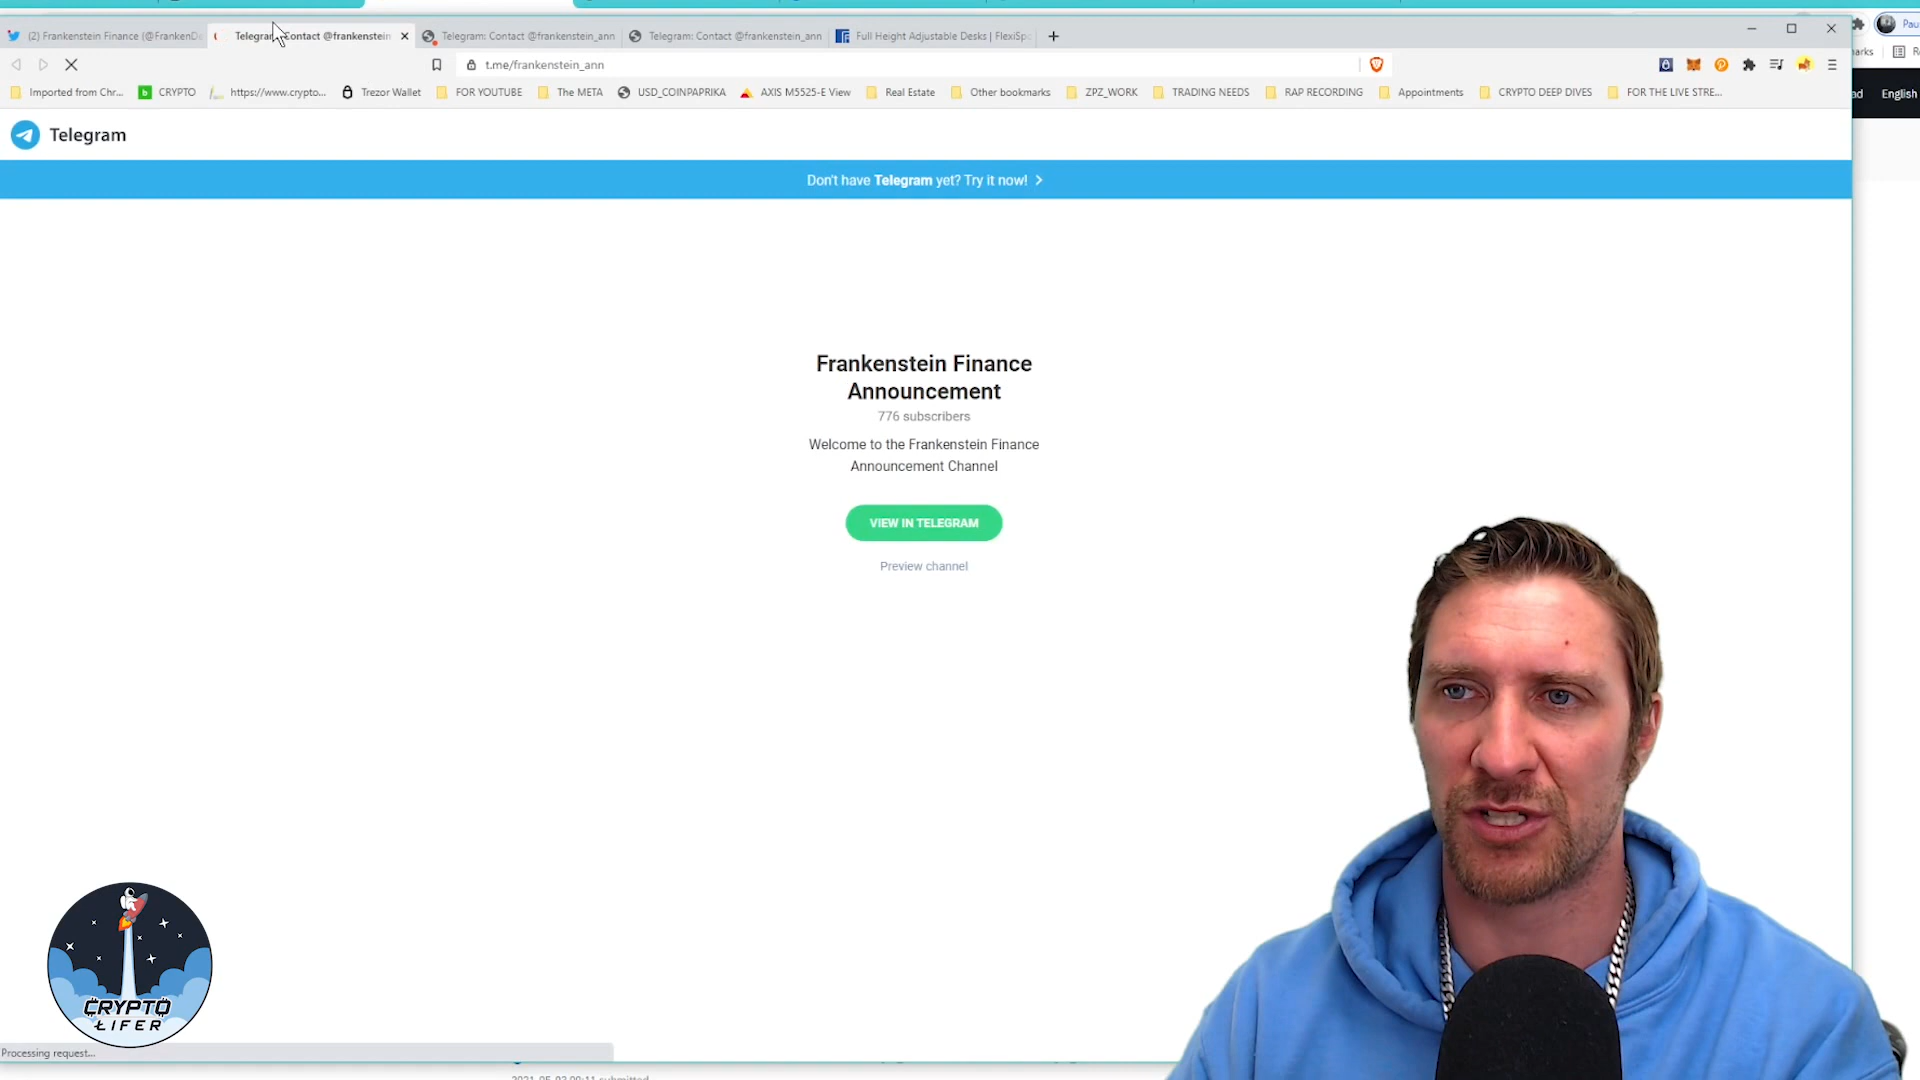 (2) Frankenstein Finance (@FrankenDe
Telegram: Contact @frankenstein
Telegram: Contact @frankenstein_ann
Telegram: Contact @frankenstein_ann
Full Height Adjustable Desks | FlexiSpo
t.me/frankenstein_ann
Pau
Imported from Chr...
CRYPTO
https://www.crypto...
Trezor Wallet
FOR YOUTUBE
The META
USD_COINPAPRIKA
AXIS M5525-E View
Real Estate
Other bookmarks
ZPZ_WORK
TRADING NEEDS
RAP RECORDING
Appointments
CRYPTO DEEP DIVES
FOR THE LIVE STRE...
English
Telegram
Don't have Telegram yet? Try it now!
Frankenstein Finance
Announcement
776 subscribers
Welcome to the Frankenstein Finance
Announcement Channel
VIEW IN TELEGRAM
Preview channel
CRYPTO
LIFER
Processing request...